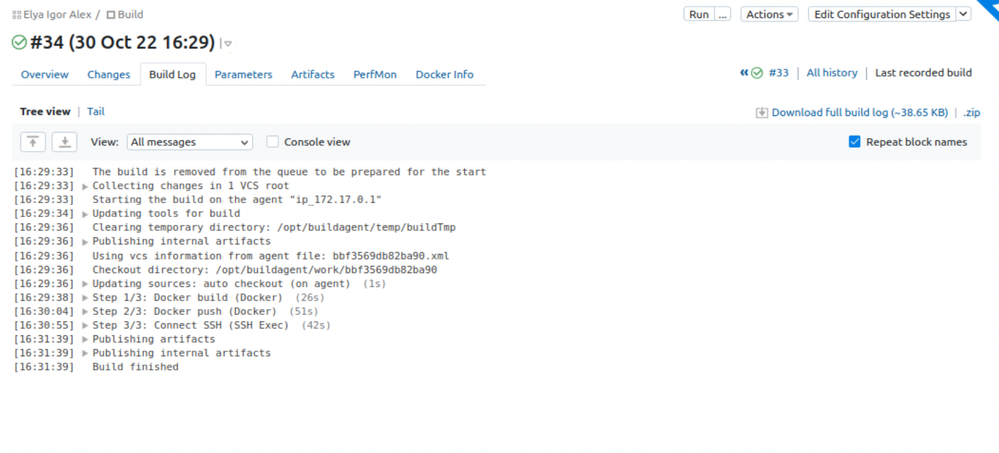 Elya Igor Alex / Build
Run ... Actions Edit Configuration Settings
#34 (30 Oct 22 16:29)
Overview Changes Build Log Parameters Artifacts PerfMon Docker Info
« #33 | All history | Last recorded build
Tree view | Tail
Download full build log (~38.65 KB) | .zip
View: All messages Console view Repeat block names
[16:29:33] The build is removed from the queue to be prepared for the start
[16:29:33] Collecting changes in 1 VCS root
[16:29:33] Starting the build on the agent "ip_172.17.0.1"
[16:29:34] Updating tools for build
[16:29:36] Clearing temporary directory: /opt/buildagent/temp/buildTmp
[16:29:36] Publishing internal artifacts
[16:29:36] Using vcs information from agent file: bbf3569db82ba90.xml
[16:29:36] Checkout directory: /opt/buildagent/work/bbf3569db82ba90
[16:29:36] Updating sources: auto checkout (on agent) (1s)
[16:29:38] Step 1/3: Docker build (Docker) (26s)
[16:30:04] Step 2/3: Docker push (Docker) (51s)
[16:30:55] Step 3/3: Connect SSH (SSH Exec) (42s)
[16:31:39] Publishing artifacts
[16:31:39] Publishing internal artifacts
[16:31:39] Build finished